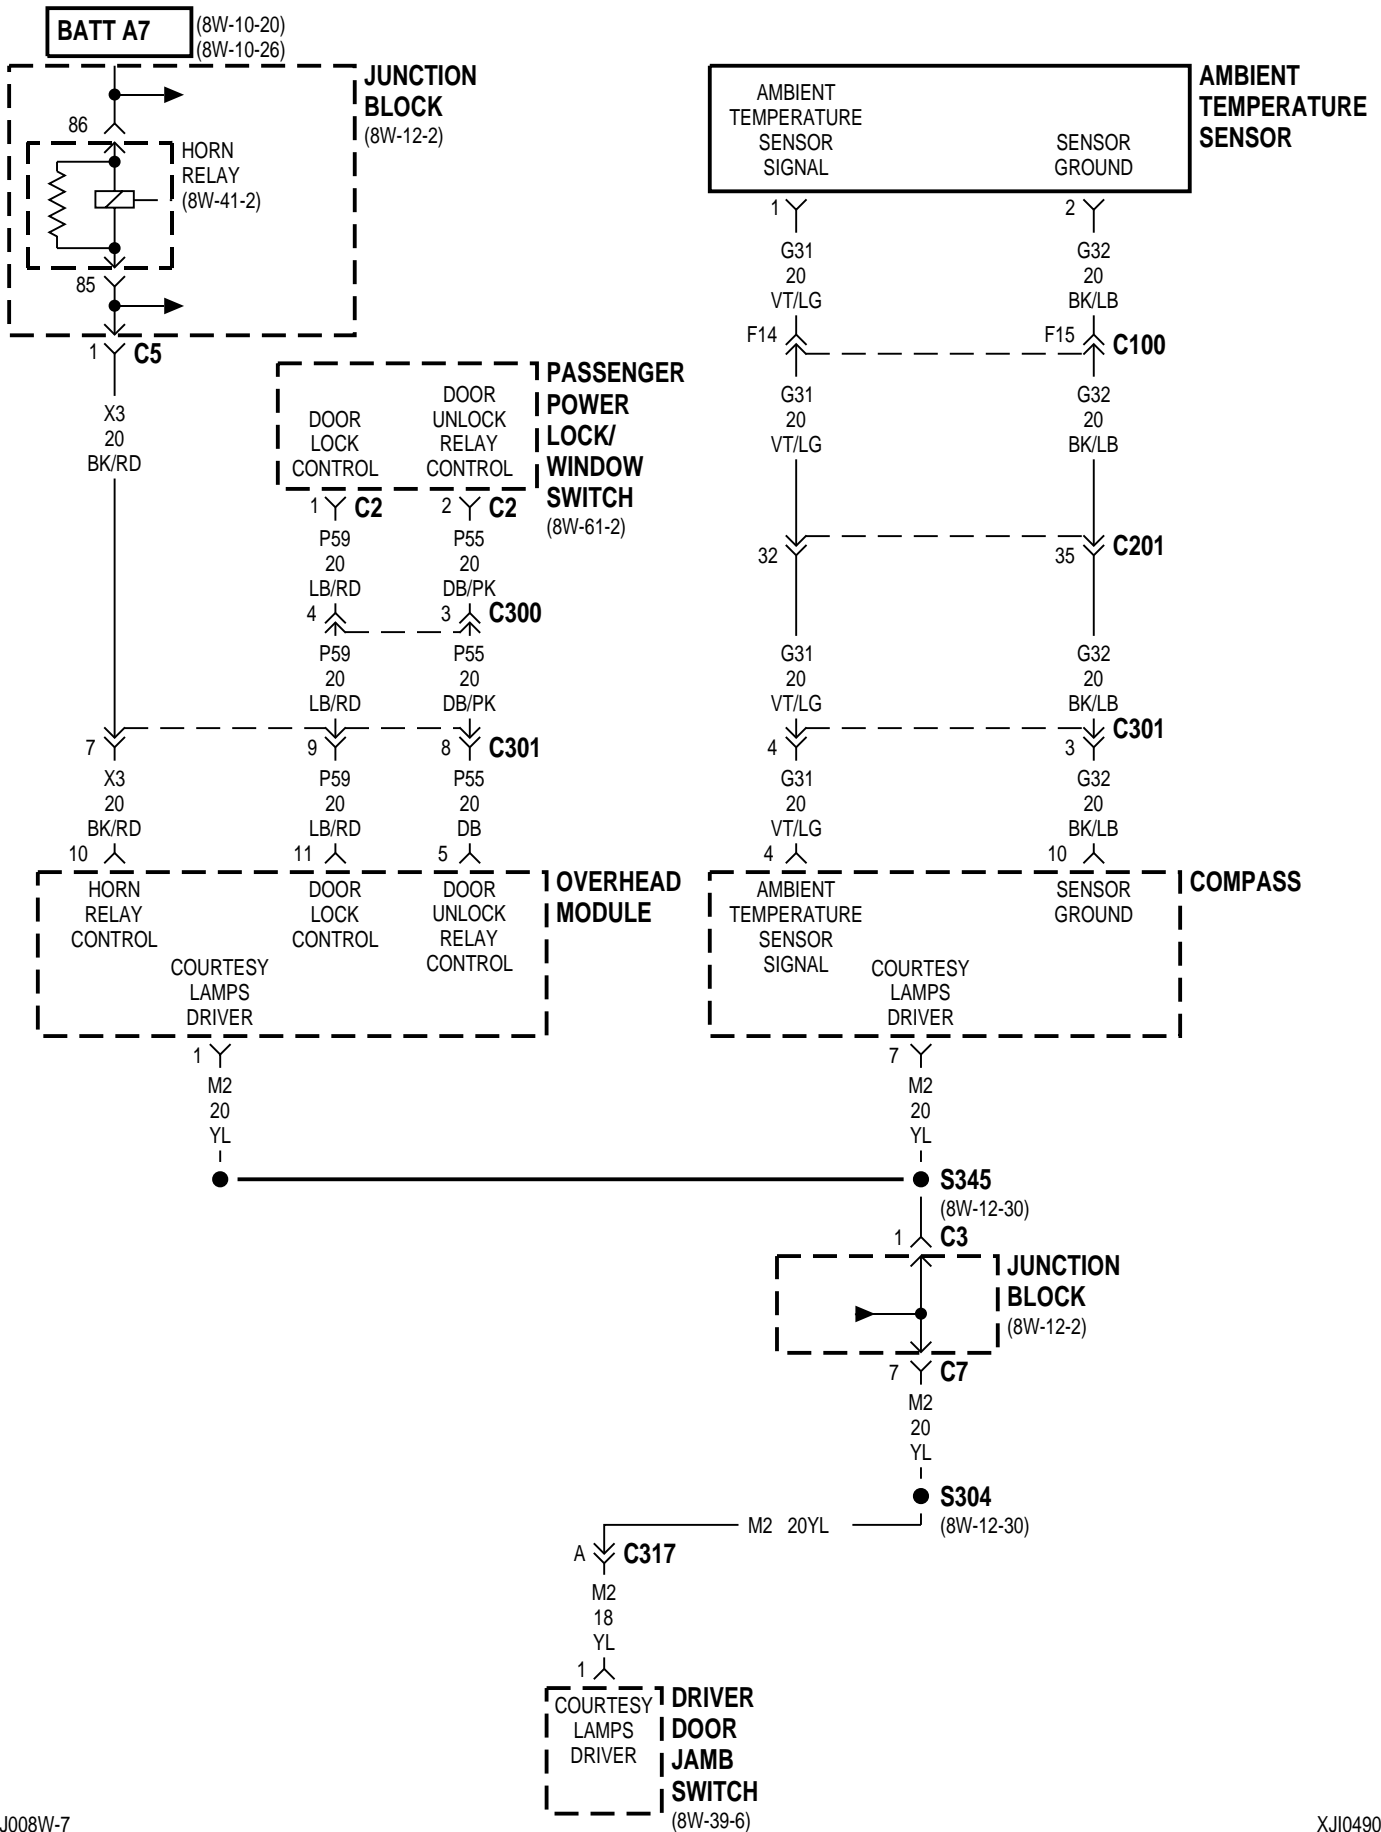 BATT A7
(8W-10-20)
(8W-10-26)
JUNCTION
BLOCK
(8W-12-2)
86
HORN
RELAY
(8W-41-2)
85
1
C5
X3
20
BK/RD
AMBIENT
TEMPERATURE
SENSOR
AMBIENT
TEMPERATURE
SENSOR
SIGNAL
SENSOR
GROUND
1
2
G31
20
VT/LG
G32
20
BK/LB
F14
F15
C100
G31
20
VT/LG
G32
20
BK/LB
PASSENGER
POWER
LOCK/
WINDOW
SWITCH
(8W-61-2)
DOOR
LOCK
CONTROL
DOOR
UNLOCK
RELAY
CONTROL
1
C2
2
C2
P59
20
LB/RD
P55
20
DB/PK
4
3
C300
P59
20
LB/RD
P55
20
DB/PK
32
35
C201
G31
20
VT/LG
G32
20
BK/LB
7
9
8
C301
4
3
C301
X3
20
BK/RD
P59
20
LB/RD
P55
20
DB
G31
20
VT/LG
G32
20
BK/LB
10
11
5
4
10
HORN
RELAY
CONTROL
DOOR
LOCK
CONTROL
DOOR
UNLOCK
RELAY
CONTROL
COURTESY
LAMPS
DRIVER
OVERHEAD
MODULE
AMBIENT
TEMPERATURE
SENSOR
SIGNAL
SENSOR
GROUND
COURTESY
LAMPS
DRIVER
COMPASS
1
M2
20
YL
7
M2
20
YL
S345
(8W-12-30)
1
C3
JUNCTION
BLOCK
(8W-12-2)
7
C7
M2
20
YL
S304
(8W-12-30)
M2 20YL
A
C317
M2
18
YL
1
COURTESY
LAMPS
DRIVER
DRIVER
DOOR
JAMB
SWITCH
(8W-39-6)
J008W-7
XJI0490